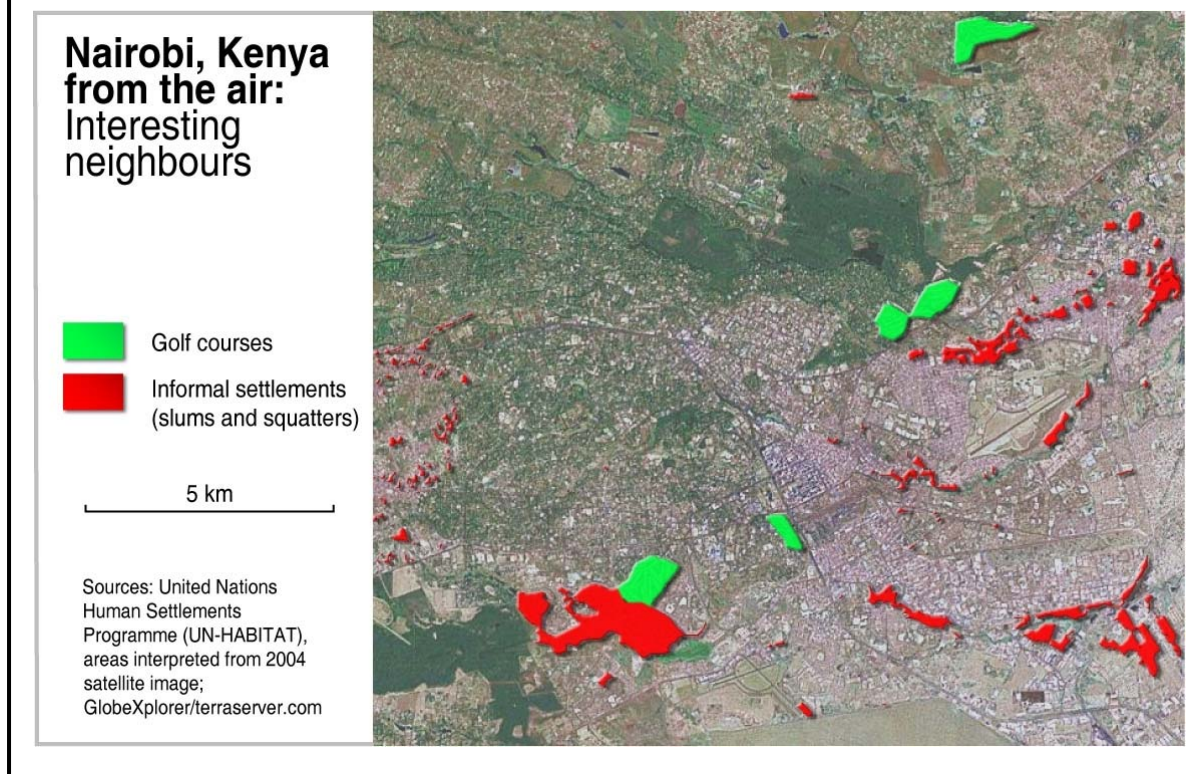 Nairobi, Kenya
from the air:
Interesting
neighbours
Golf courses
Informal settlements
(slums and squatters)
5 km
Sources: United Nations
Human Settlements
Programme (UN-HABITAT),
areas interpreted from 2004
satellite image;
GlobeXplorer/terraserver.com